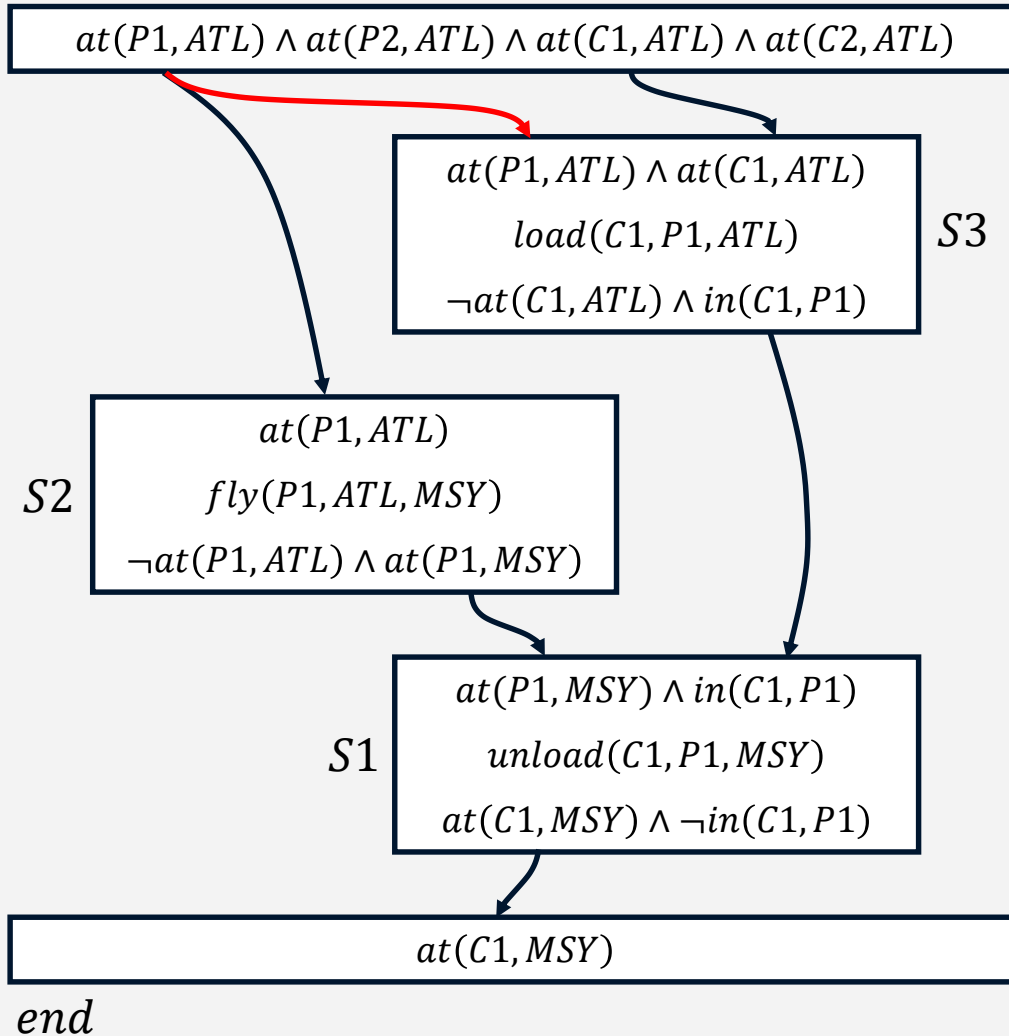 at(P1, ATL) ∧ at(P2, ATL) ∧ at(C1, ATL) ∧ at(C2, ATL)
at(P1, ATL) ∧ at(C1, ATL)
load(C1, P1, ATL)
¬at(C1, ATL) ∧ in(C1, P1)
S3
at(P1, ATL)
fly(P1, ATL, MSY)
¬at(P1, ATL) ∧ at(P1, MSY)
S2
at(P1, MSY) ∧ in(C1, P1)
unload(C1, P1, MSY)
at(C1, MSY) ∧ ¬in(C1, P1)
S1
at(C1, MSY)
end